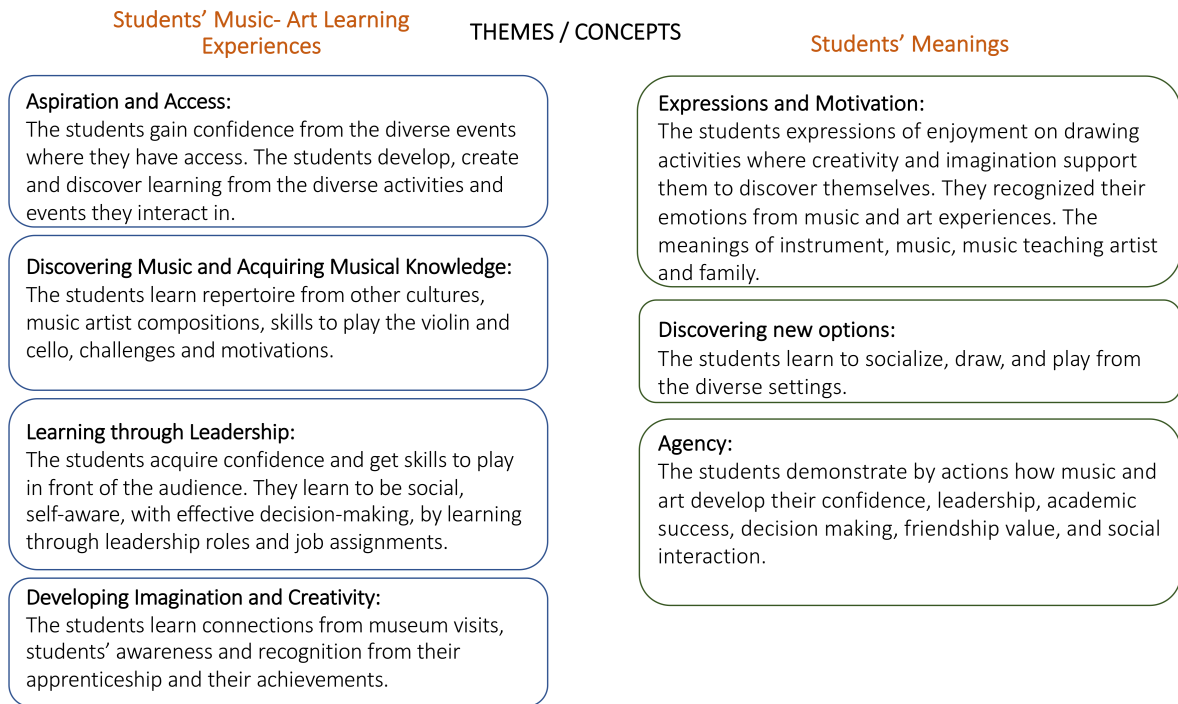 Students’ Music- Art Learning
Experiences
THEMES / CONCEPTS
Students’ Meanings
Aspiration and Access:
The students gain confidence from the diverse events
where they have access. The students develop, create
and discover learning from the diverse activities and
events they interact in.
Discovering Music and Acquiring Musical Knowledge:
The students learn repertoire from other cultures,
music artist compositions, skills to play the violin and
cello, challenges and motivations.
Learning through Leadership:
The students acquire confidence and get skills to play
in front of the audience. They learn to be social,
self-aware, with effective decision-making, by learning
through leadership roles and job assignments.
Developing Imagination and Creativity:
The students learn connections from museum visits,
students’ awareness and recognition from their
apprenticeship and their achievements.
Expressions and Motivation:
The students expressions of enjoyment on drawing
activities where creativity and imagination support
them to discover themselves. They recognized their
emotions from music and art experiences. The
meanings of instrument, music, music teaching artist
and family.
Discovering new options:
The students learn to socialize, draw, and play from
the diverse settings.
Agency:
The students demonstrate by actions how music and
art develop their confidence, leadership, academic
success, decision making, friendship value, and social
interaction.